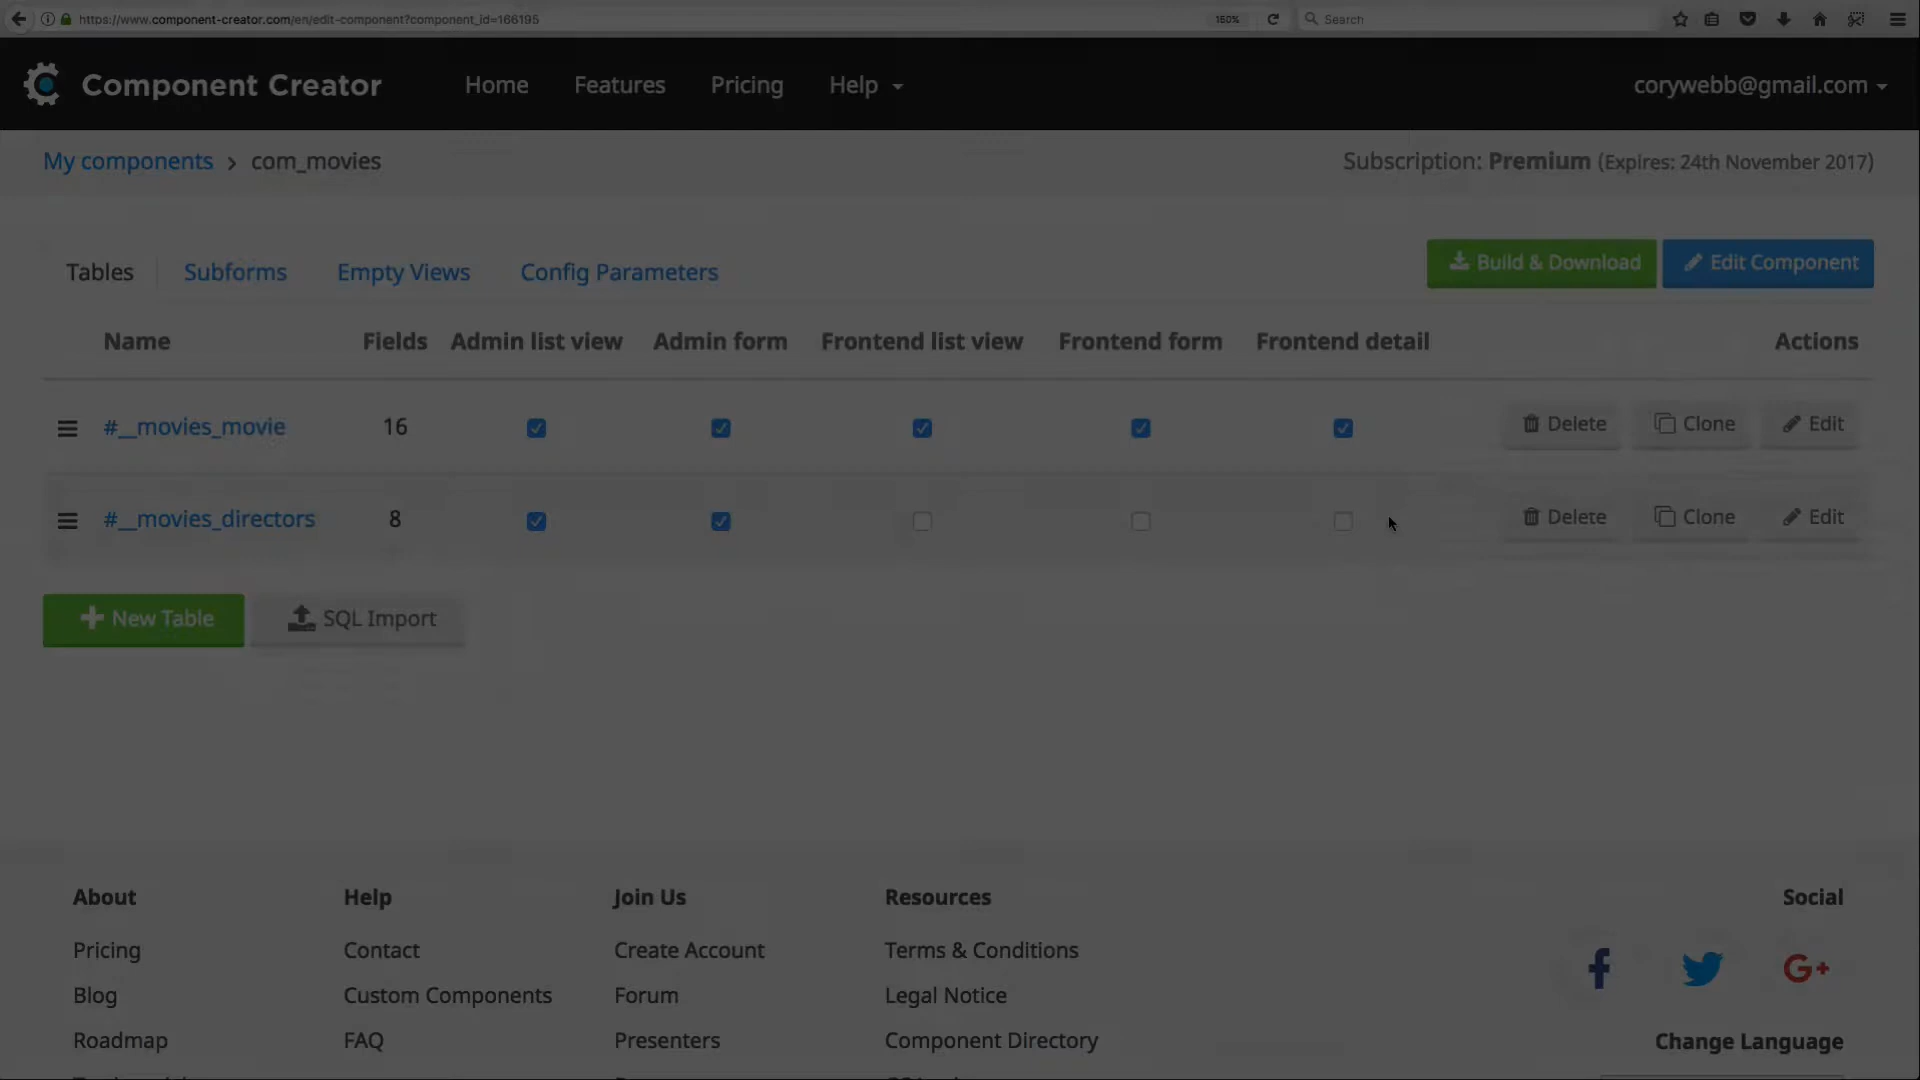 https://www.component-creator.com/en/edit-component?component_id=166195
150%
Search
Component Creator
Home
Features
Pricing
Help
corywebb@gmail.com
My components > com_movies
Subscription: Premium (Expires: 24th November 2017)
Tables
Subforms
Empty Views
Config Parameters
Build & Download
Edit Component
Name
Fields
Admin list view
Admin form
Frontend list view
Frontend form
Frontend detail
Actions
#__movies_movie
16
Delete
Clone
Edit
#__movies_directors
8
Delete
Clone
Edit
New Table
SQL Import
About
Help
Join Us
Resources
Social
Pricing
Contact
Create Account
Terms & Conditions
Blog
Custom Components
Forum
Legal Notice
Roadmap
FAQ
Presenters
Component Directory
Change Language